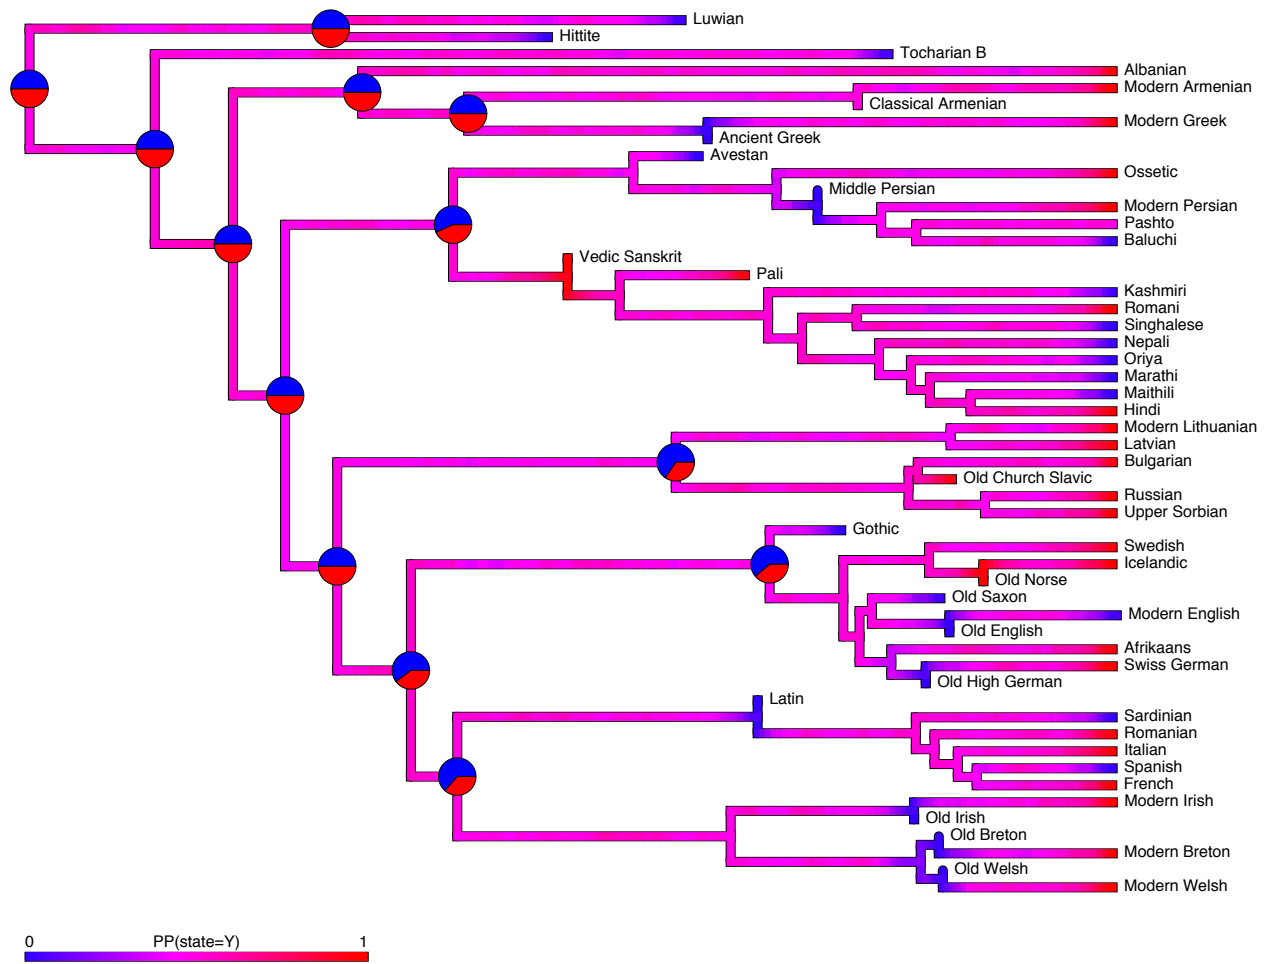 Luwian
Hittite
Tocharian B
Albanian
Modern Armenian
Classical Armenian
Modern Greek
Ancient Greek
Avestan
Ossetic
Middle Persian
Modern Persian
Pashto
Baluchi
Vedic Sanskrit
Pali
Kashmiri
Romani
Singhalese
Nepali
Oriya
Marathi
Maithili
Hindi
Modern Lithuanian
Latvian
Bulgarian
Old Church Slavic
Russian
Upper Sorbian
Gothic
Swedish
Icelandic
Old Norse
Old Saxon
Modern English
Old English
Afrikaans
Swiss German
Old High German
Latin
Sardinian
Romanian
Italian
Spanish
French
Modern Irish
Old Irish
Old Breton
Modern Breton
Old Welsh
Modern Welsh
0 PP(state=Y) 1